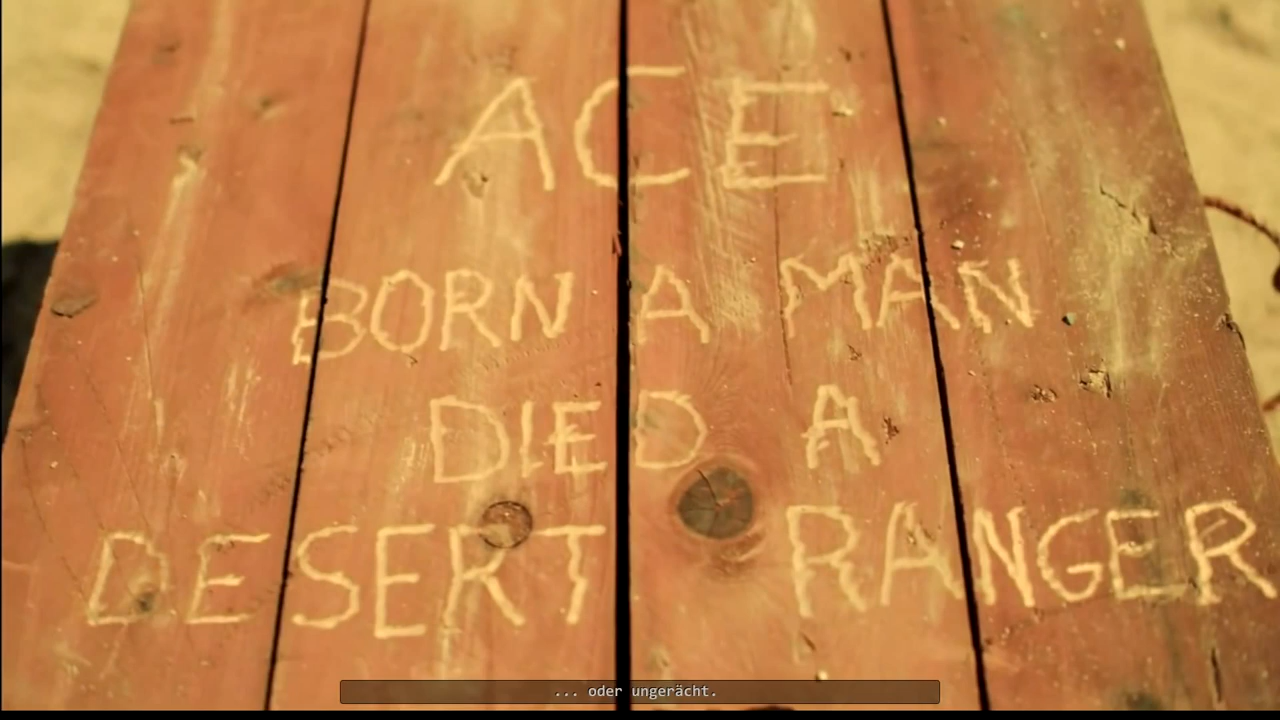 ACE
BORN A MAN
DIED A
DESERT RANGER
... oder ungerächt.